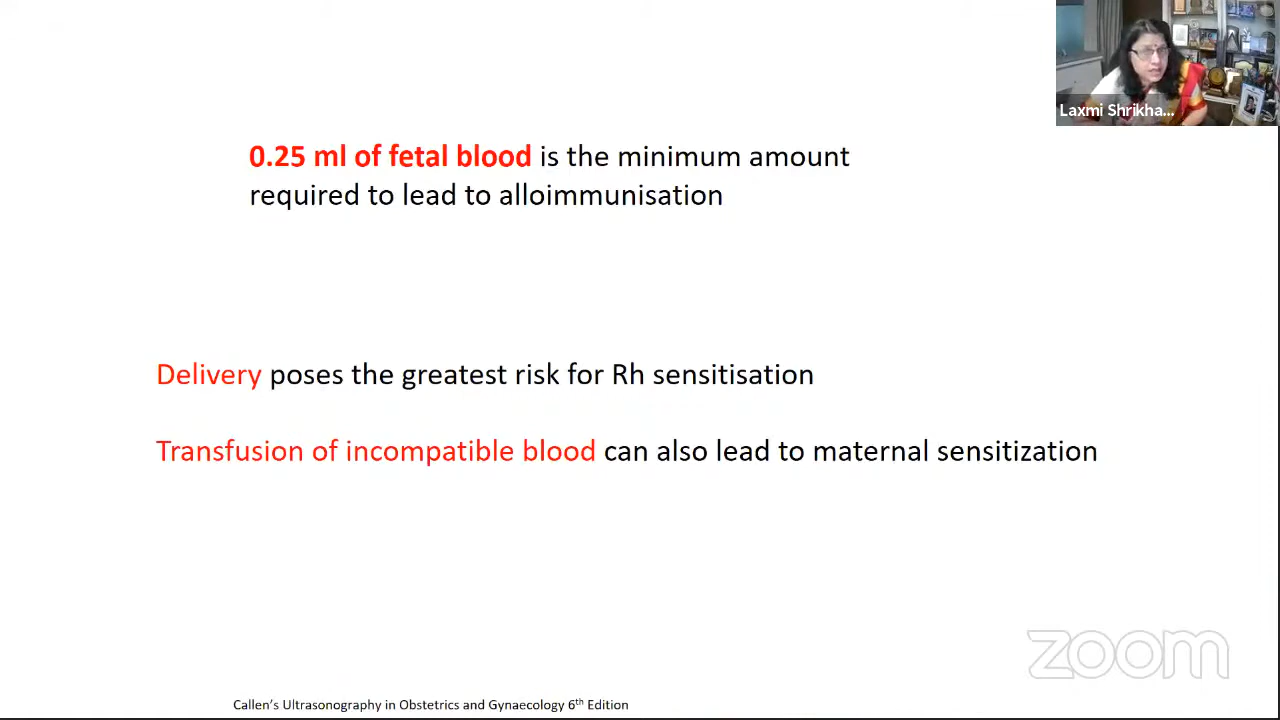 Laxmi Shrikha...
0.25 ml of fetal blood is the minimum amount
required to lead to alloimmunisation
Delivery poses the greatest risk for Rh sensitisation
Transfusion of incompatible blood can also lead to maternal sensitization
zoom
Callen's Ultrasonography in Obstetrics and Gynaecology 6th Edition